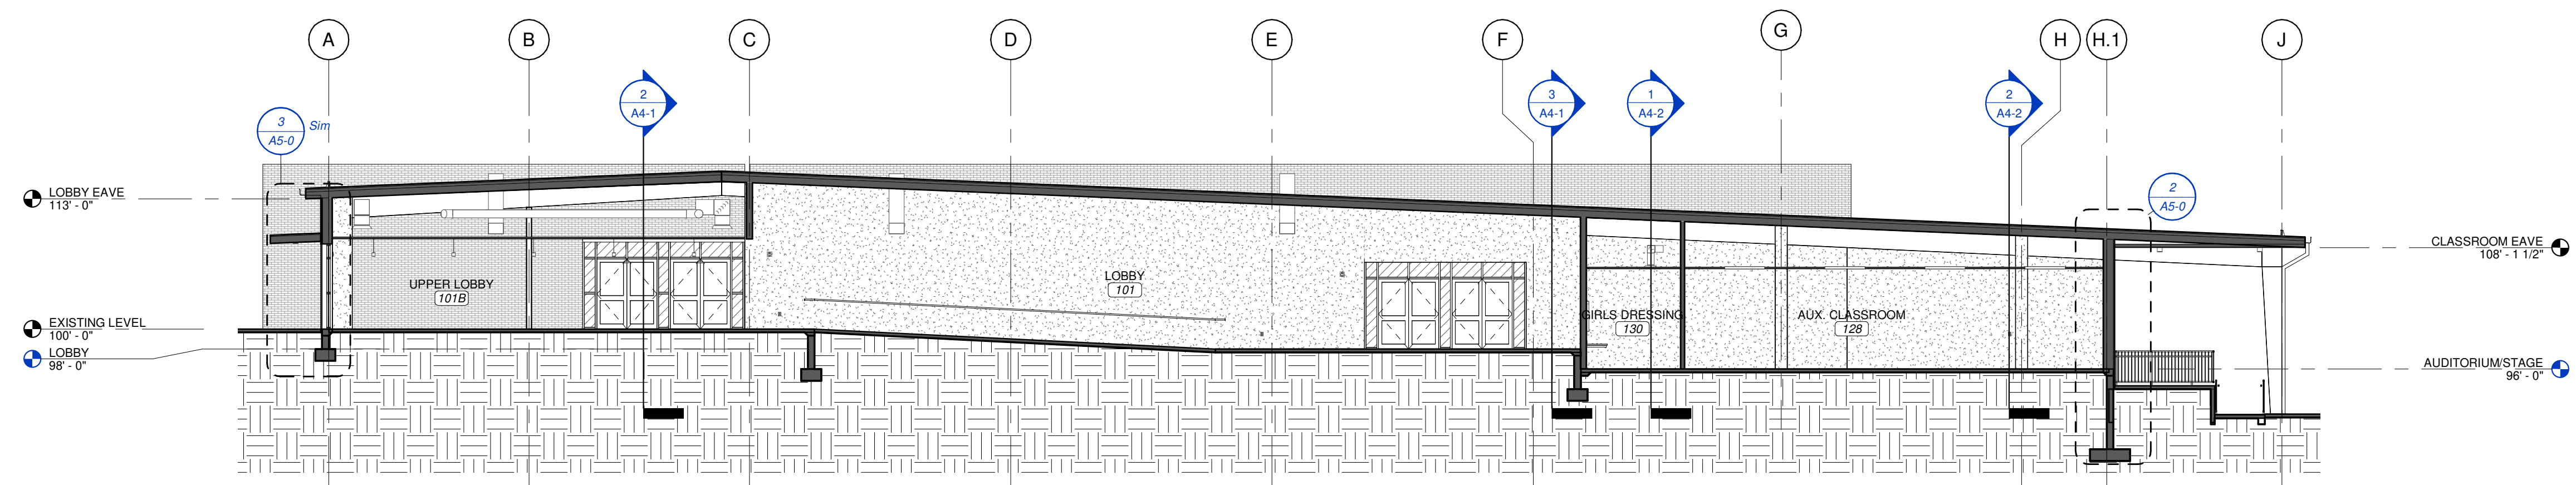 A
B
C
D
E
F
G
H
H.1
J
2
A4-1
3
A4-1
1
A4-2
2
A4-2
3
A5-0
Sim
2
A5-0
LOBBY EAVE
113' - 0"
EXISTING LEVEL
100' - 0"
LOBBY
98' - 0"
UPPER LOBBY
101B
LOBBY
101
GIRLS DRESSING
130
AUX. CLASSROOM
128
CLASSROOM EAVE
108' - 1 1/2"
AUDITORIUM/STAGE
96' - 0"